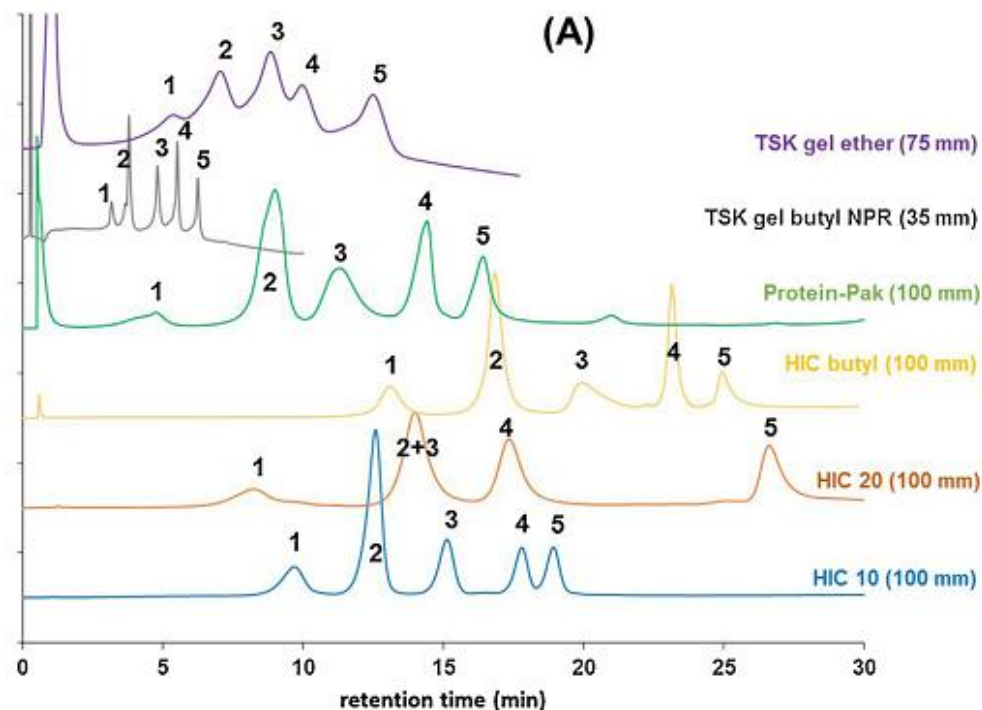 (A)
1 2 3 4 5
TSK gel ether (75 mm)
1 2 3 4 5
TSK gel butyl NPR (35 mm)
1 2 3 4 5
Protein-Pak (100 mm)
1 2 3 4 5
HIC butyl (100 mm)
1 2+3 4 5
HIC 20 (100 mm)
1 2 3 4 5
HIC 10 (100 mm)
0 5 10 15 20 25 30
retention time (min)